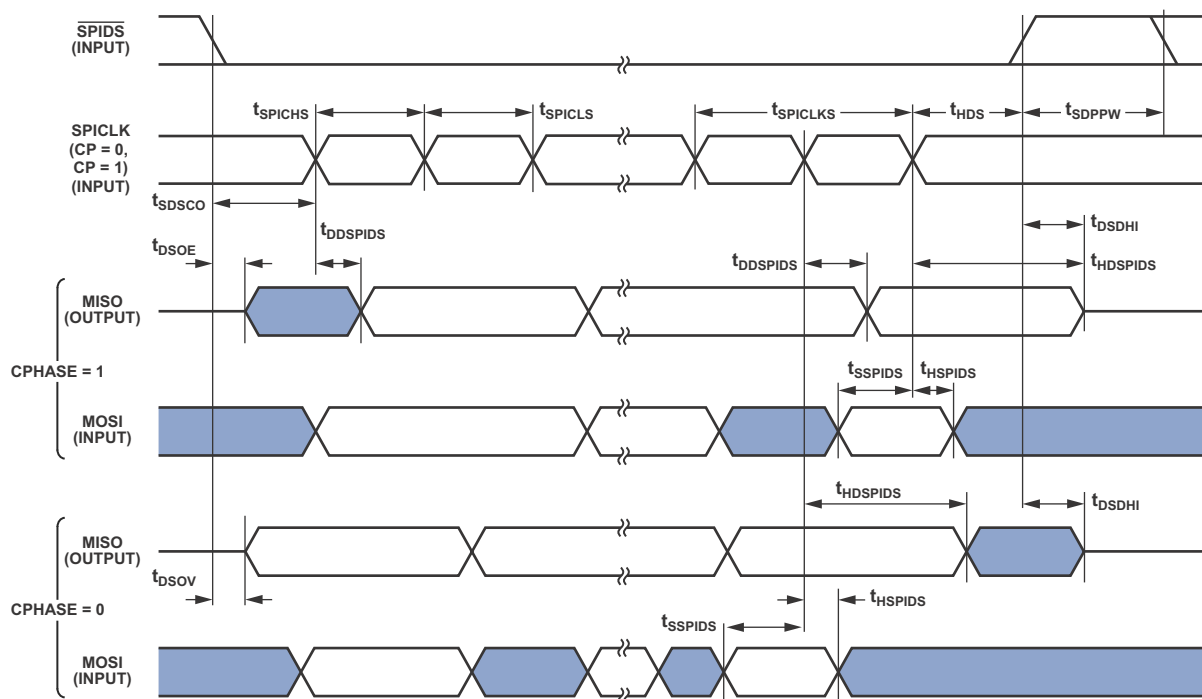 SPIDS
(INPUT)
tSPICHS
tSPICLS
tSPICLKS
tHDS
tSDPPW
SPICLK
(CP = 0,
CP = 1)
(INPUT)
tSDSCO
tDSOE
tDDSPIDS
tDDSPIDS
tDSDHI
tHDSPIDS
MISO
(OUTPUT)
CPHASE = 1
tSSPIDS
tHSPIDS
MOSI
(INPUT)
tHDSPIDS
tDSDHI
MISO
(OUTPUT)
tDSOV
CPHASE = 0
tHSPIDS
tSSPIDS
MOSI
(INPUT)